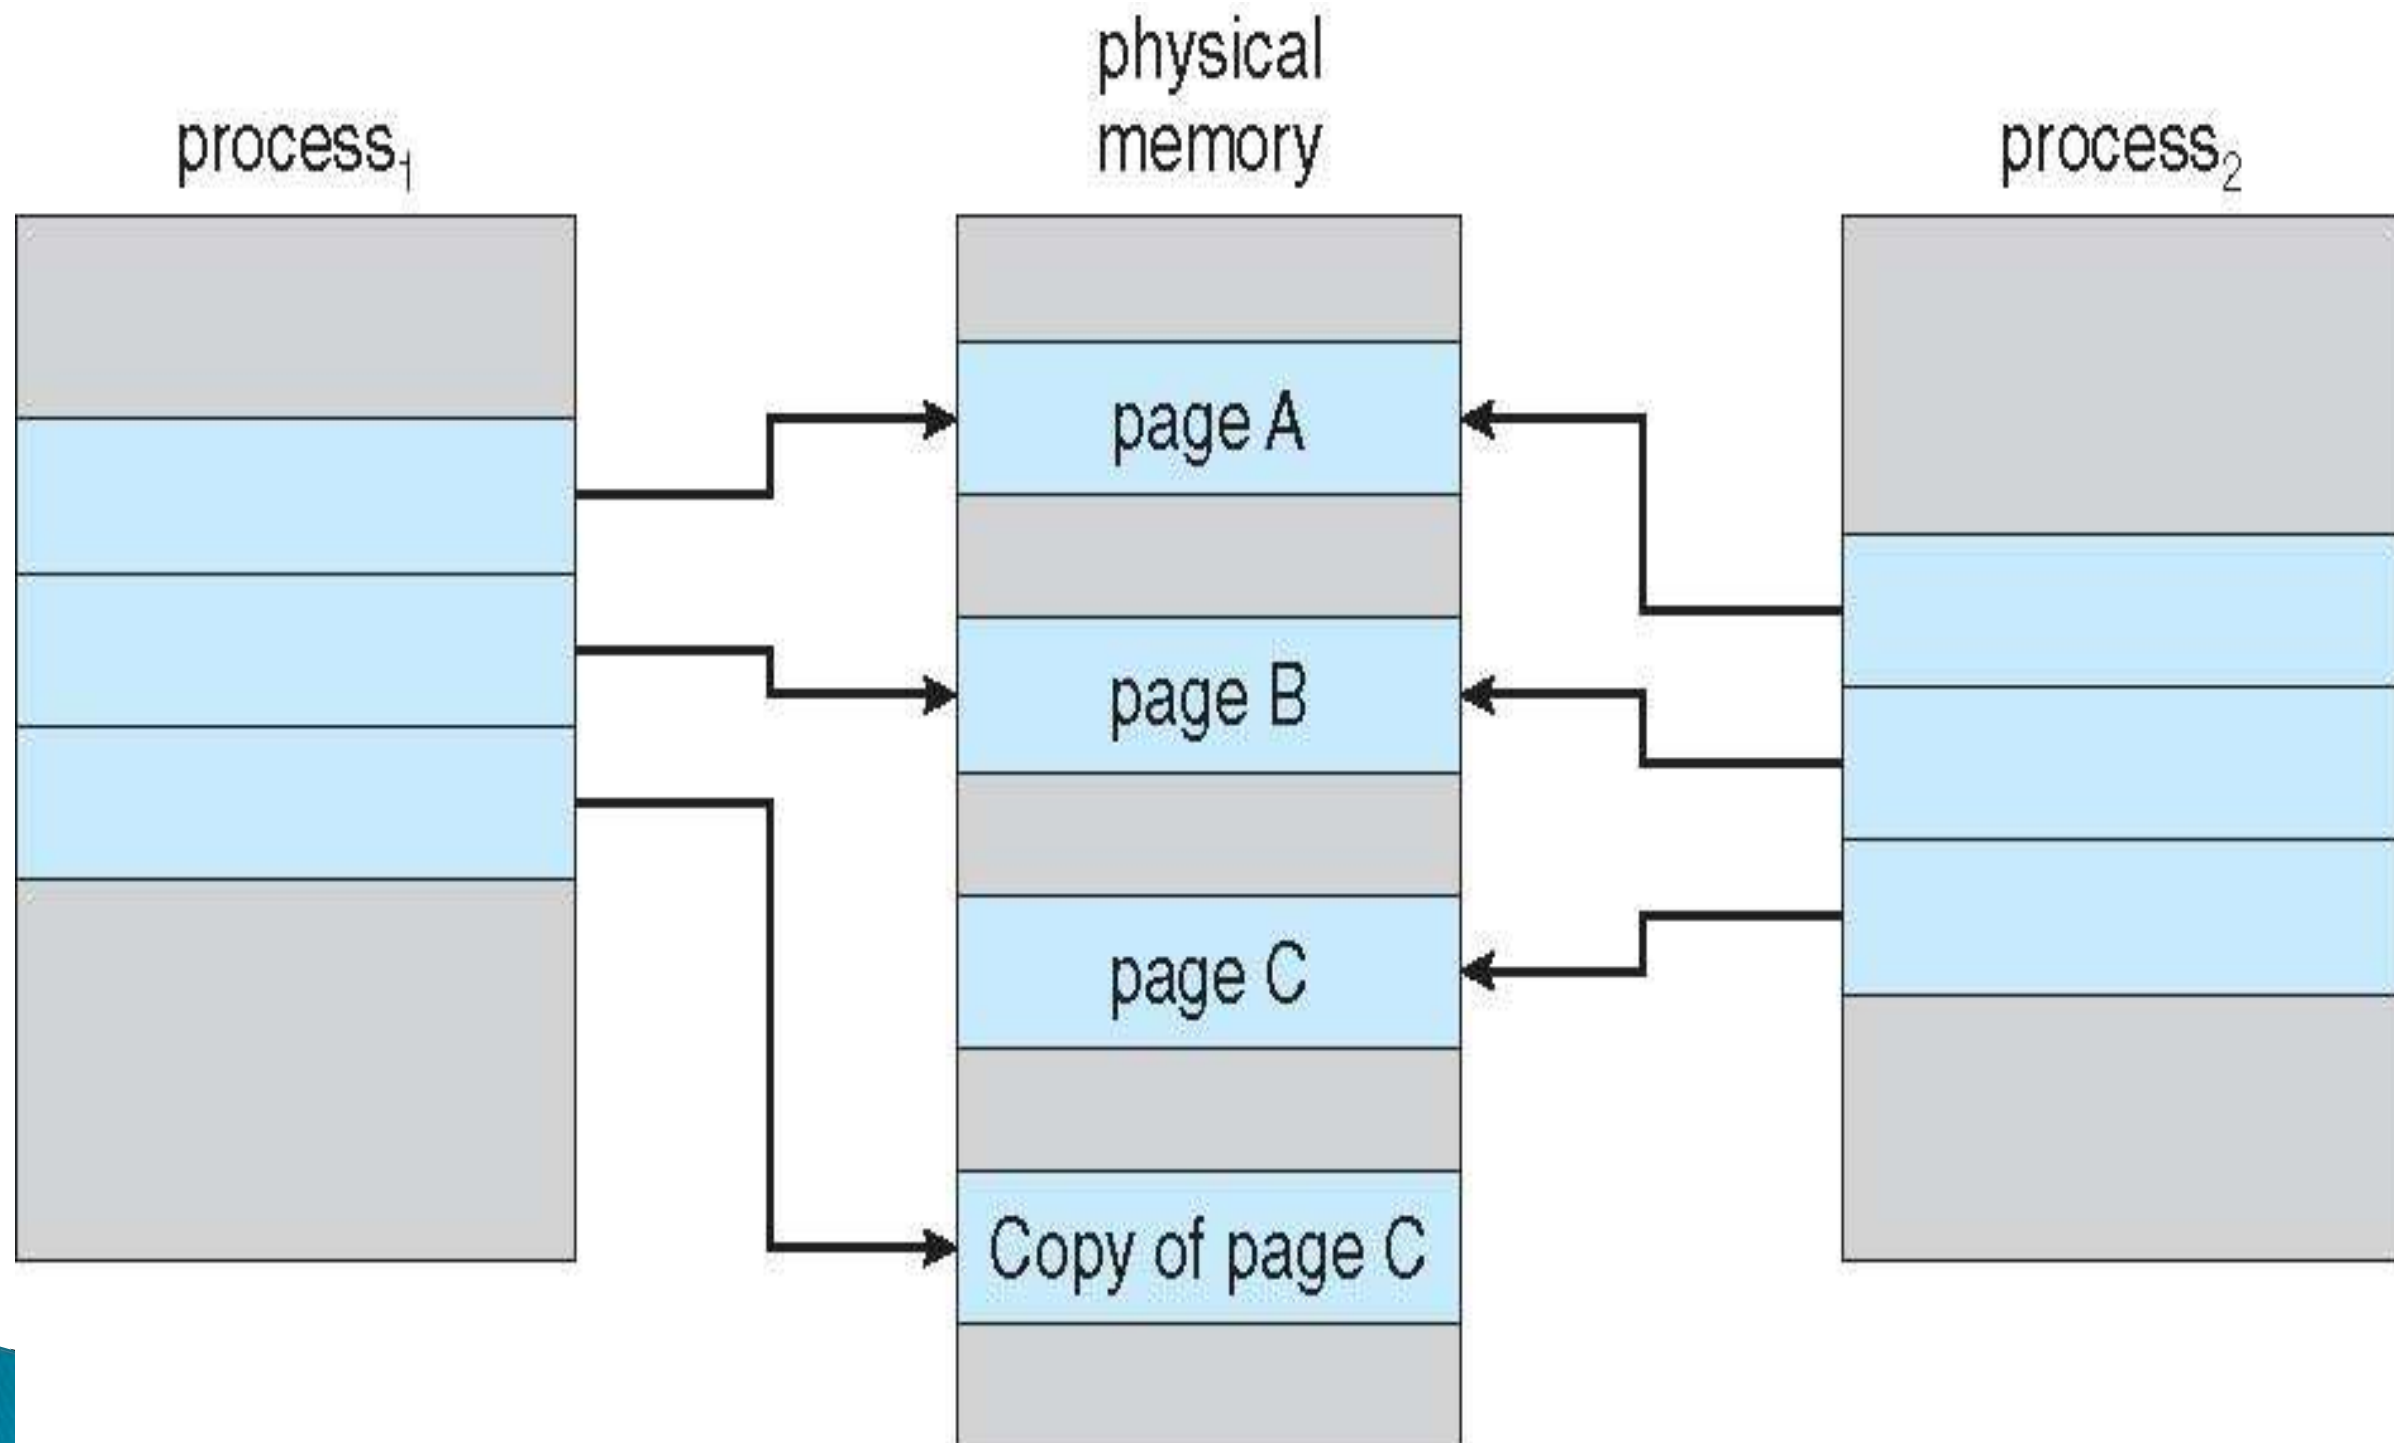 physical
memory
process₁
process₂
page A
page B
page C
Copy of page C